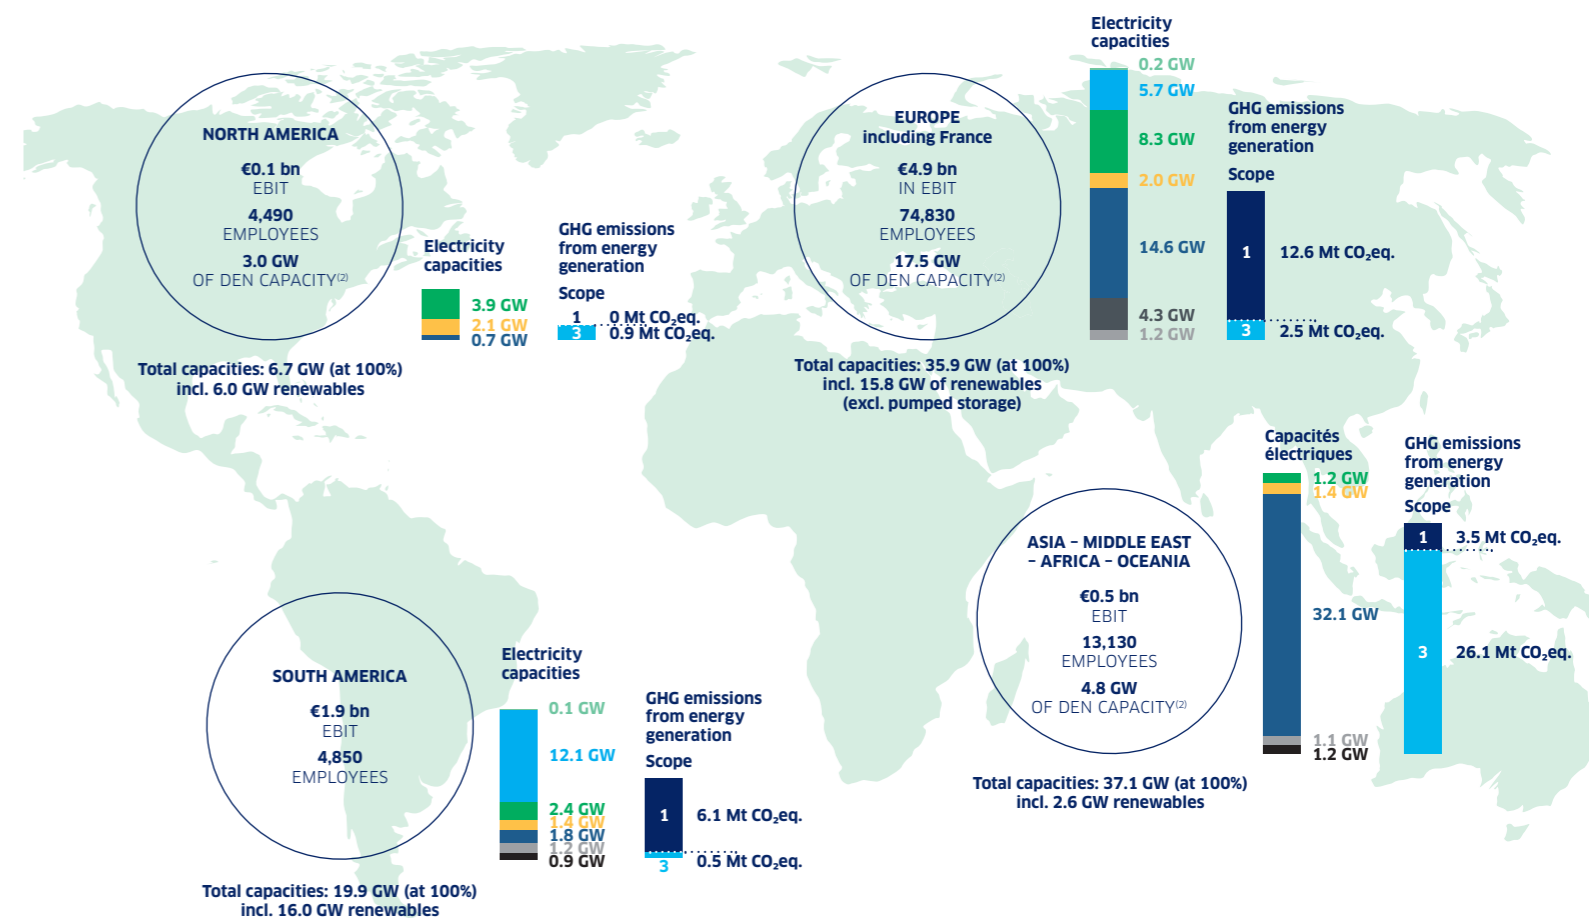 NORTH AMERICA
€0.1 bn
EBIT
4,490
EMPLOYEES
3.0 GW
OF DEN CAPACITY(2)
Electricity
capacities
3.9 GW
2.1 GW
0.7 GW
GHG emissions
from energy
generation
Scope
1 0 Mt CO₂eq.
3 0.9 Mt CO₂eq.
Total capacities: 6.7 GW (at 100%)
incl. 6.0 GW renewables
EUROPE
including France
€4.9 bn
IN EBIT
74,830
EMPLOYEES
17.5 GW
OF DEN CAPACITY(2)
Electricity
capacities
0.2 GW
5.7 GW
8.3 GW
2.0 GW
14.6 GW
4.3 GW
1.2 GW
GHG emissions
from energy
generation
Scope
1 12.6 Mt CO₂eq.
3 2.5 Mt CO₂eq.
Total capacities: 35.9 GW (at 100%)
incl. 15.8 GW of renewables
(excl. pumped storage)
SOUTH AMERICA
€1.9 bn
EBIT
4,850
EMPLOYEES
Electricity
capacities
0.1 GW
12.1 GW
2.4 GW
1.4 GW
1.8 GW
1.2 GW
0.9 GW
GHG emissions
from energy
generation
Scope
1 6.1 Mt CO₂eq.
3 0.5 Mt CO₂eq.
Total capacities: 19.9 GW (at 100%)
incl. 16.0 GW renewables
ASIA – MIDDLE EAST
– AFRICA – OCEANIA
€0.5 bn
EBIT
13,130
EMPLOYEES
4.8 GW
OF DEN CAPACITY(2)
Capacités
électriques
1.2 GW
1.4 GW
32.1 GW
1.1 GW
1.2 GW
GHG emissions
from energy
generation
Scope
1 3.5 Mt CO₂eq.
3 26.1 Mt CO₂eq.
Total capacities: 37.1 GW (at 100%)
incl. 2.6 GW renewables